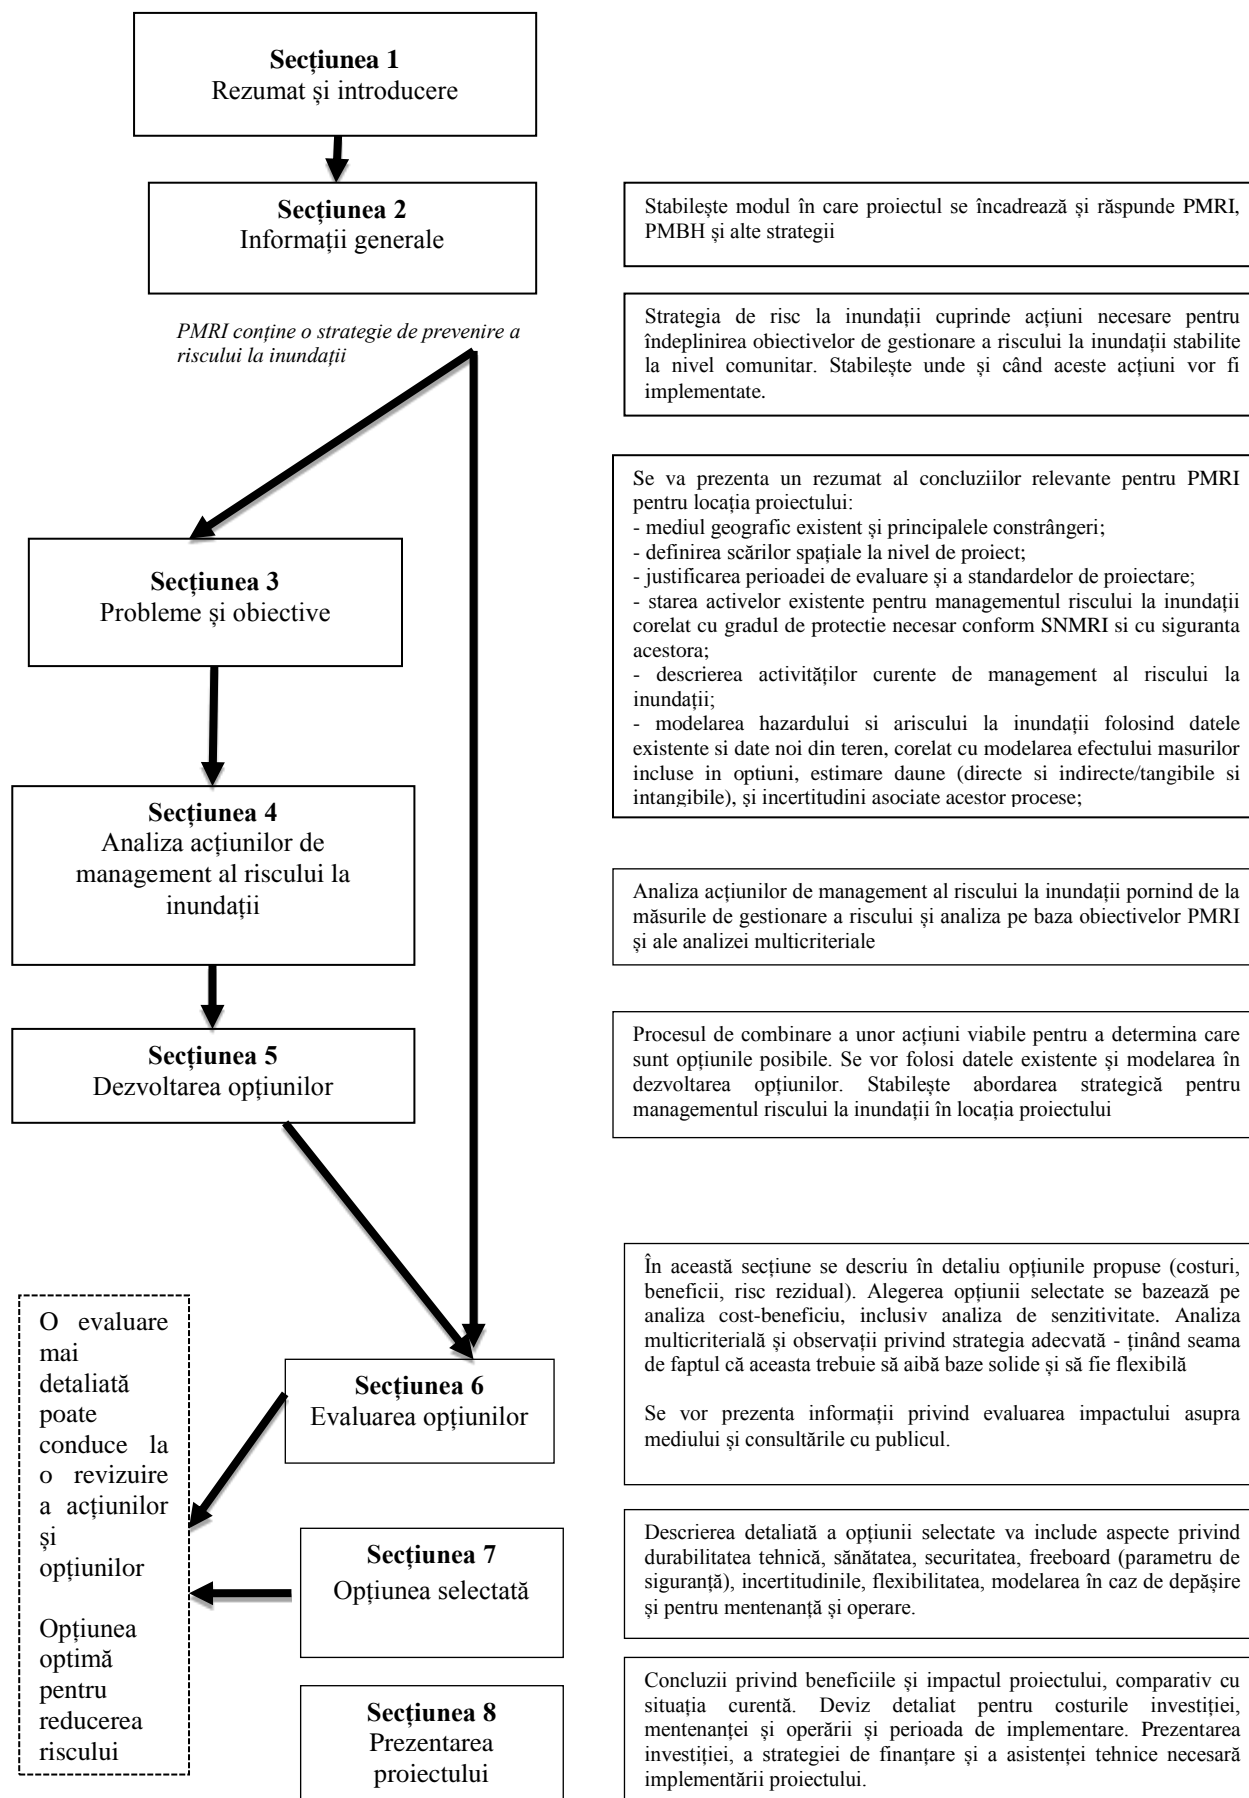 Secțiunea 1
Rezumat și introducere
Secțiunea 2
Informații generale
Stabilește modul în care proiectul se încadrează și răspunde PMRI,
PMBH și alte strategii
PMRI conține o strategie de prevenire a
riscului la inundații
Strategia de risc la inundații cuprinde acțiuni necesare pentru
îndeplinirea obiectivelor de gestionare a riscului la inundații stabilite
la nivel comunitar. Stabilește unde și când aceste acțiuni vor fi
implementate.
Secțiunea 3
Probleme și obiective
Se va prezenta un rezumat al concluziilor relevante pentru PMRI
pentru locația proiectului:
- mediul geografic existent și principalele constrângeri;
- definirea scărilor spațiale la nivel de proiect;
- justificarea perioadei de evaluare și a standardelor de proiectare;
- starea activelor existente pentru managementul riscului la inundații
corelat cu gradul de protectie necesar conform SNMRI si cu siguranta
acestora;
- descrierea activităților curente de management al riscului la
inundații;
- modelarea hazardului si ariscului la inundații folosind datele
existente si date noi din teren, corelat cu modelarea efectului masurilor
incluse in optiuni, estimare daune (directe si indirecte/tangibile si
intangibile), și incertitudini asociate acestor procese;
Secțiunea 4
Analiza acțiunilor de
management al riscului la
inundații
Analiza acțiunilor de management al riscului la inundații pornind de la
măsurile de gestionare a riscului și analiza pe baza obiectivelor PMRI
și ale analizei multicriteriale
Secțiunea 5
Dezvoltarea opțiunilor
Procesul de combinare a unor acțiuni viabile pentru a determina care
sunt opțiunile posibile. Se vor folosi datele existente și modelarea în
dezvoltarea opțiunilor. Stabilește abordarea strategică pentru
managementul riscului la inundații în locația proiectului
Secțiunea 6
Evaluarea opțiunilor
În această secțiune se descriu în detaliu opțiunile propuse (costuri,
beneficii, risc rezidual). Alegerea opțiunii selectate se bazează pe
analiza cost-beneficiu, inclusiv analiza de senzitivitate. Analiza
multicriterială și observații privind strategia adecvată - ținând seama
de faptul că aceasta trebuie să aibă baze solide și să fie flexibilă
Se vor prezenta informații privind evaluarea impactului asupra
mediului și consultările cu publicul.
O evaluare
mai
detaliată
poate
conduce la
o revizuire
a acțiunilor
și
opțiunilor
Opțiunea
optimă
pentru
reducerea
riscului
Secțiunea 7
Opțiunea selectată
Descrierea detaliată a opțiunii selectate va include aspecte privind
durabilitatea tehnică, sănătatea, securitatea, freeboard (parametru de
siguranță), incertitudinile, flexibilitatea, modelarea în caz de depășire
și pentru mentenanță și operare.
Secțiunea 8
Prezentarea
proiectului
Concluzii privind beneficiile și impactul proiectului, comparativ cu
situația curentă. Deviz detaliat pentru costurile investiției,
mentenanței și operării și perioada de implementare. Prezentarea
investiției, a strategiei de finanțare și a asistenței tehnice necesară
implementării proiectului.